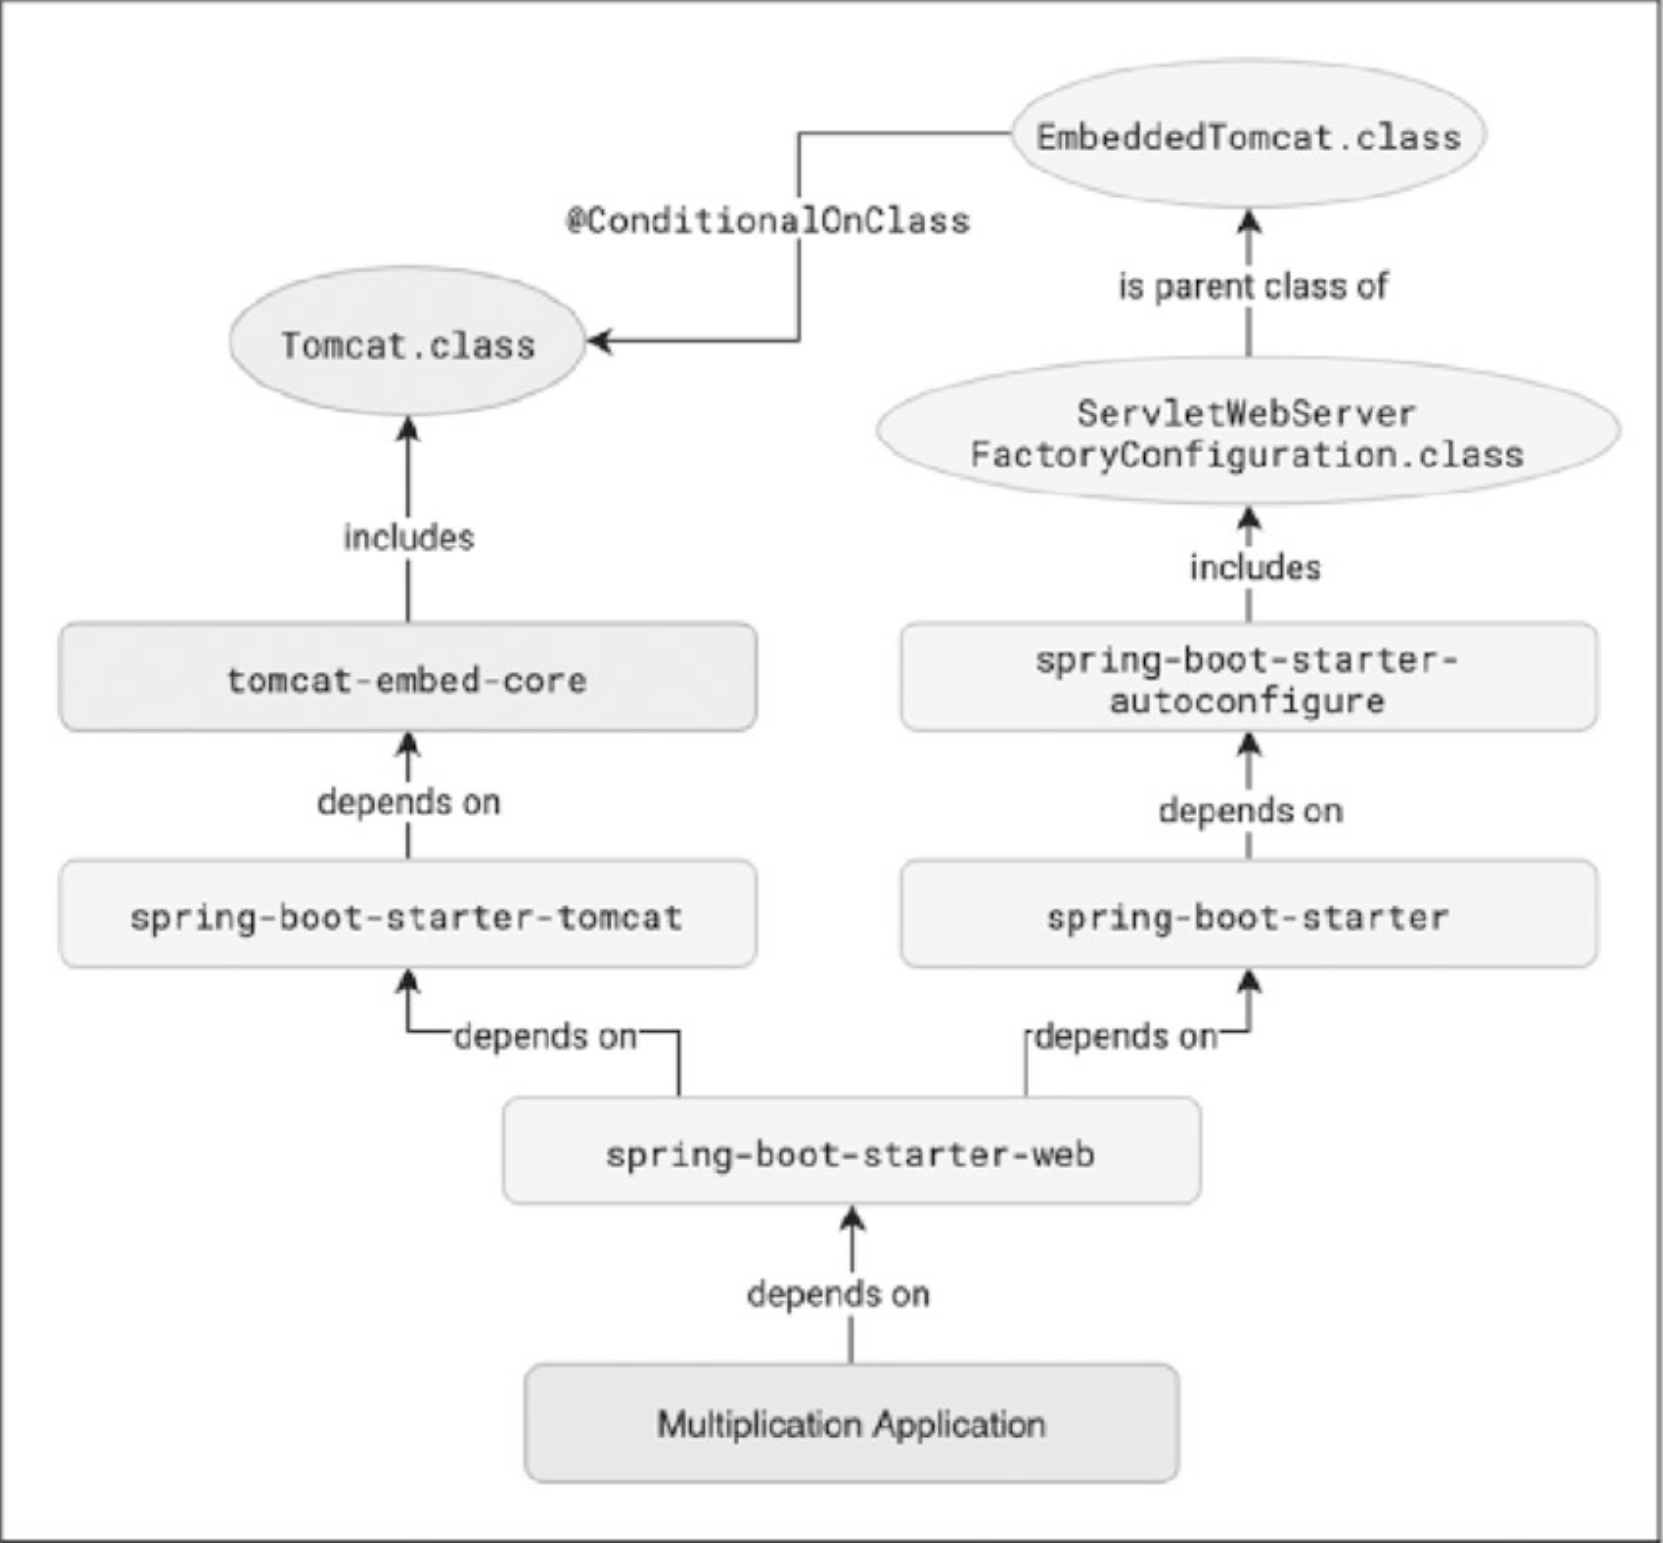 EmbeddedTomcat.class
@ConditionalOnClass
is parent class of
Tomcat.class
ServletWebServer
FactoryConfiguration.class
includes
includes
tomcat-embed-core
spring-boot-starter-
autoconfigure
depends on
depends on
spring-boot-starter-tomcat
spring-boot-starter
depends on
depends on
spring-boot-starter-web
depends on
Multiplication Application